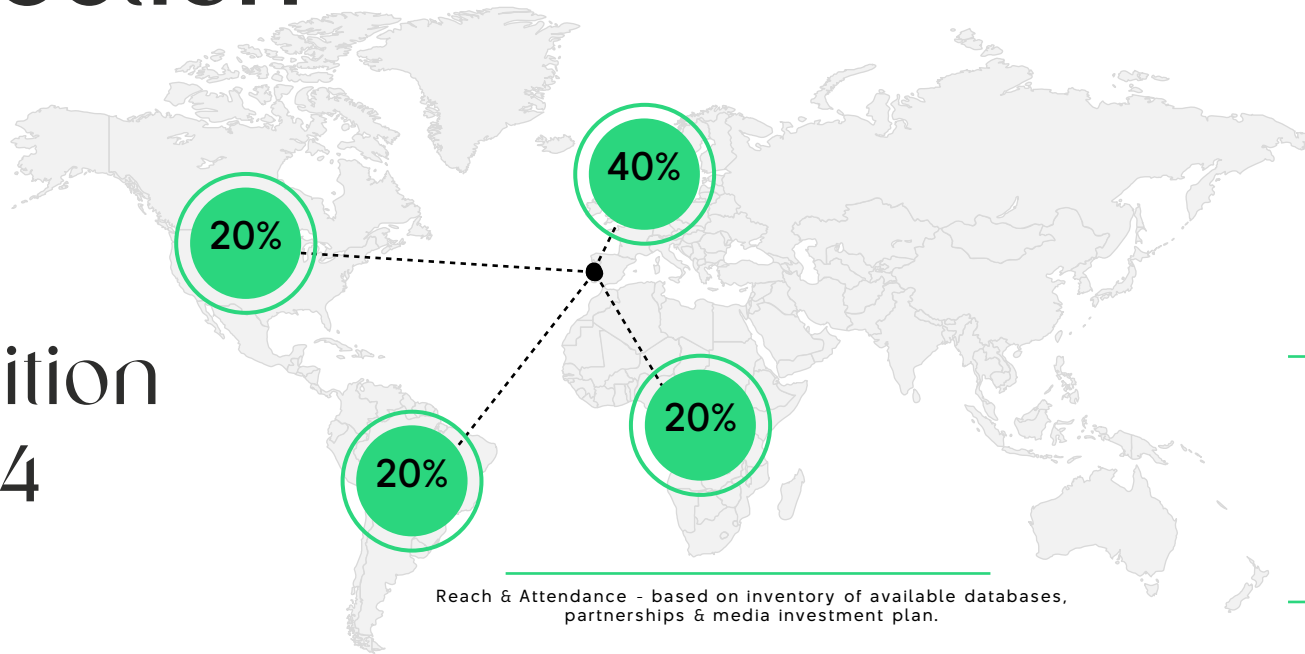 40%
20%
ition
20%
4
20%
Reach & Attendance - based on inventory of available databases,
partnerships & media investment plan.